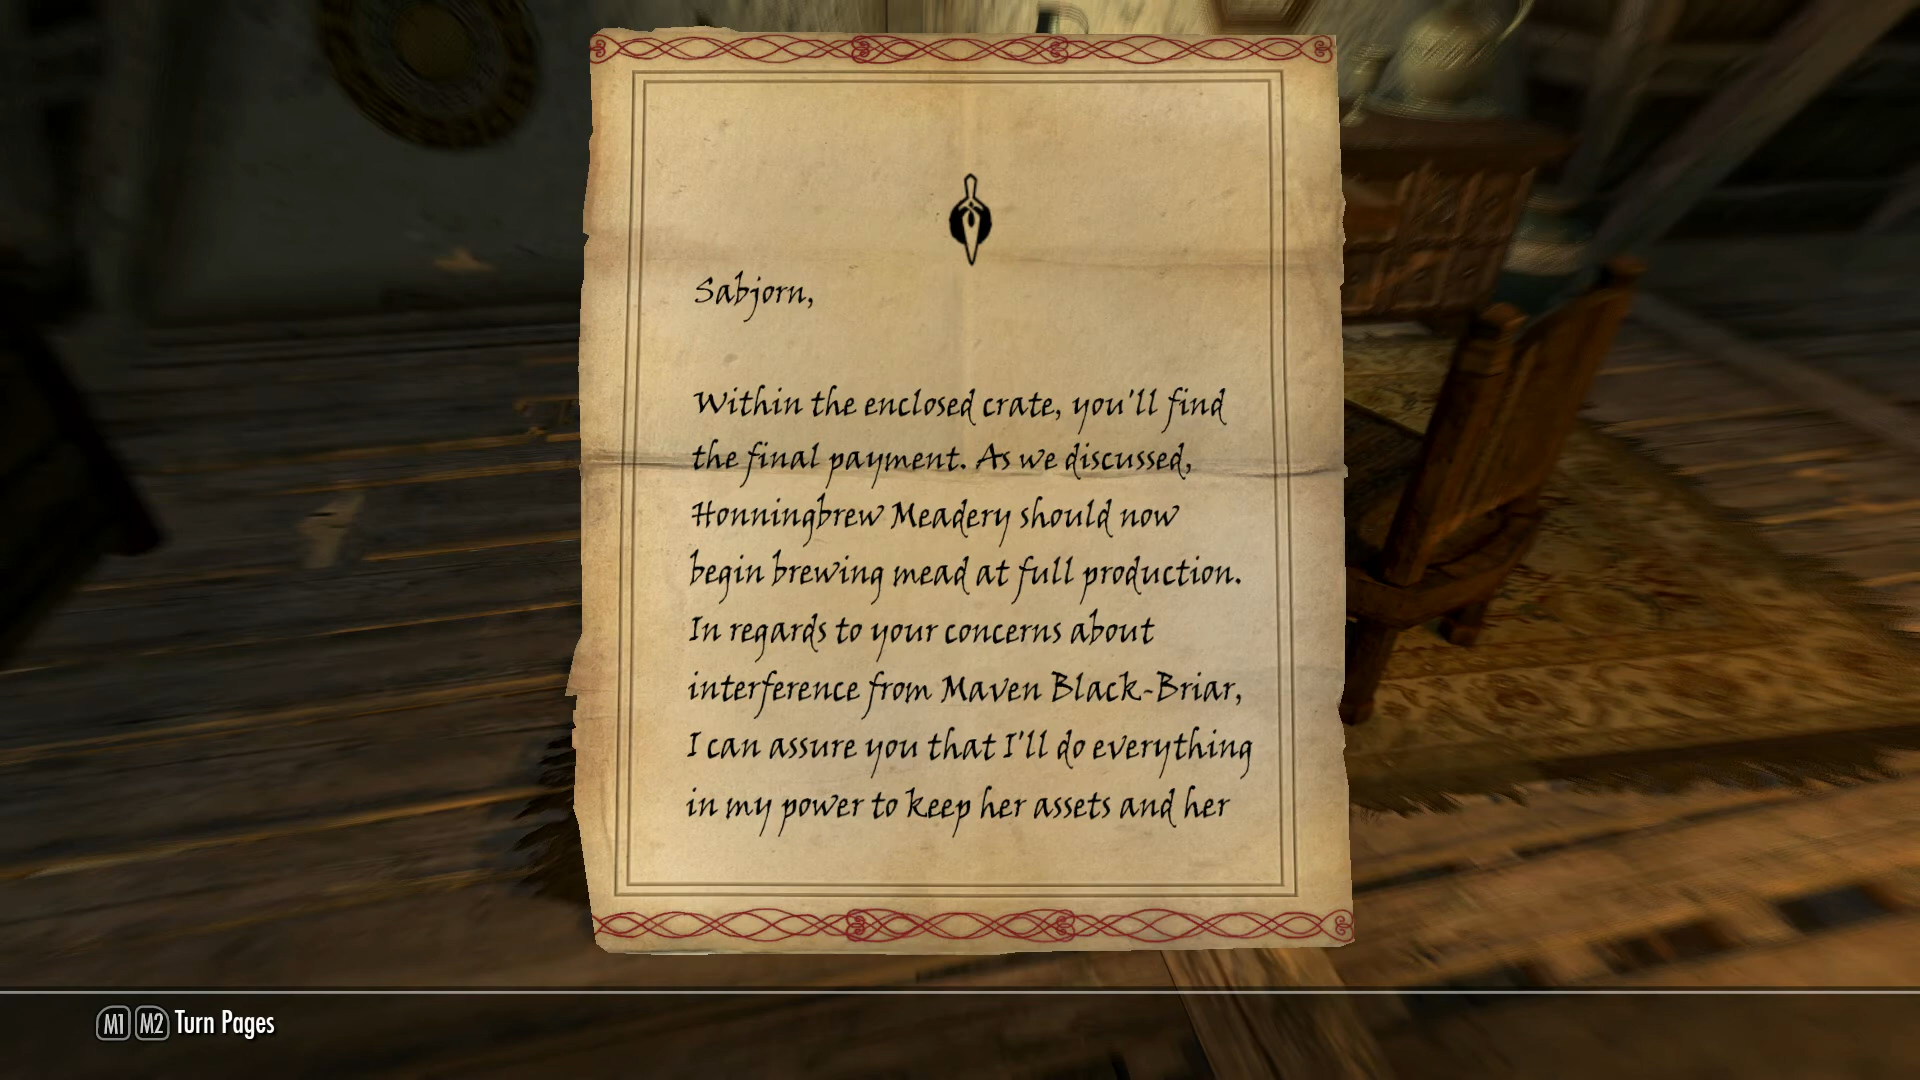 Sabjorn,
Within the enclosed crate, you'll find
the final payment. As we discussed,
Honningbrew Meadery should now
begin brewing mead at full production.
In regards to your concerns about
interference from Maven Black-Briar,
I can assure you that I'll do everything
in my power to keep her assets and her
M1 M2 Turn Pages